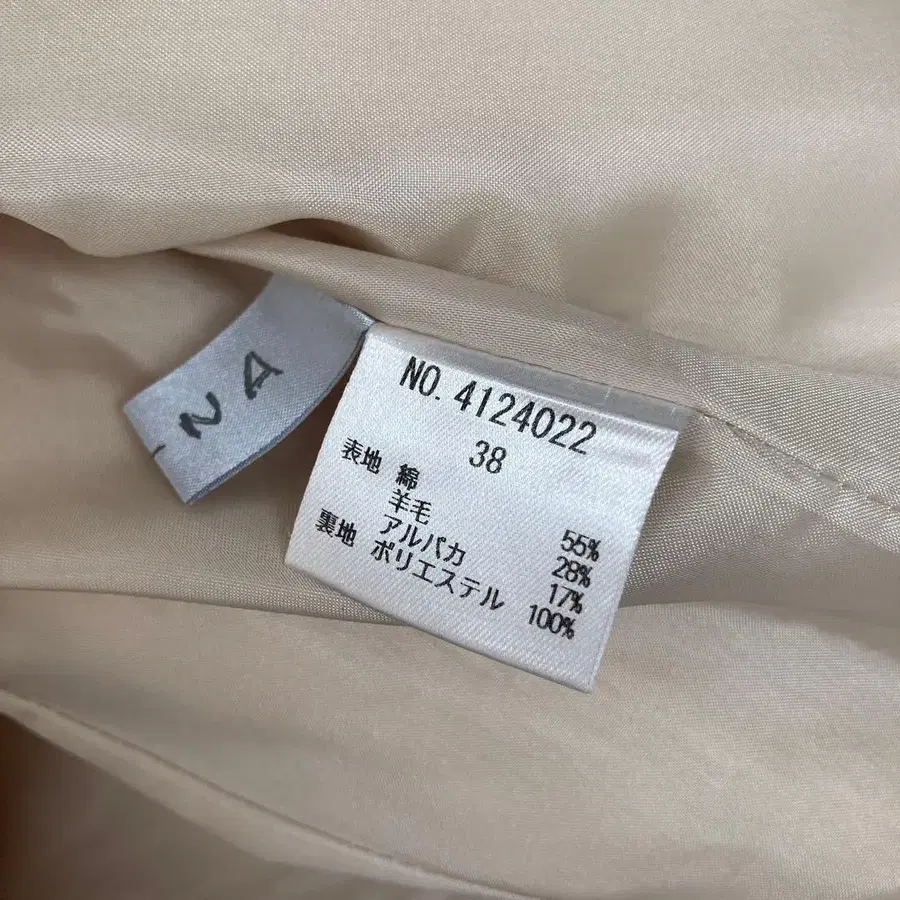 NA
NO. 4124022
38
表地 綿 55%
羊毛 28%
アルパカ 17%
裏地 ポリエステル 100%